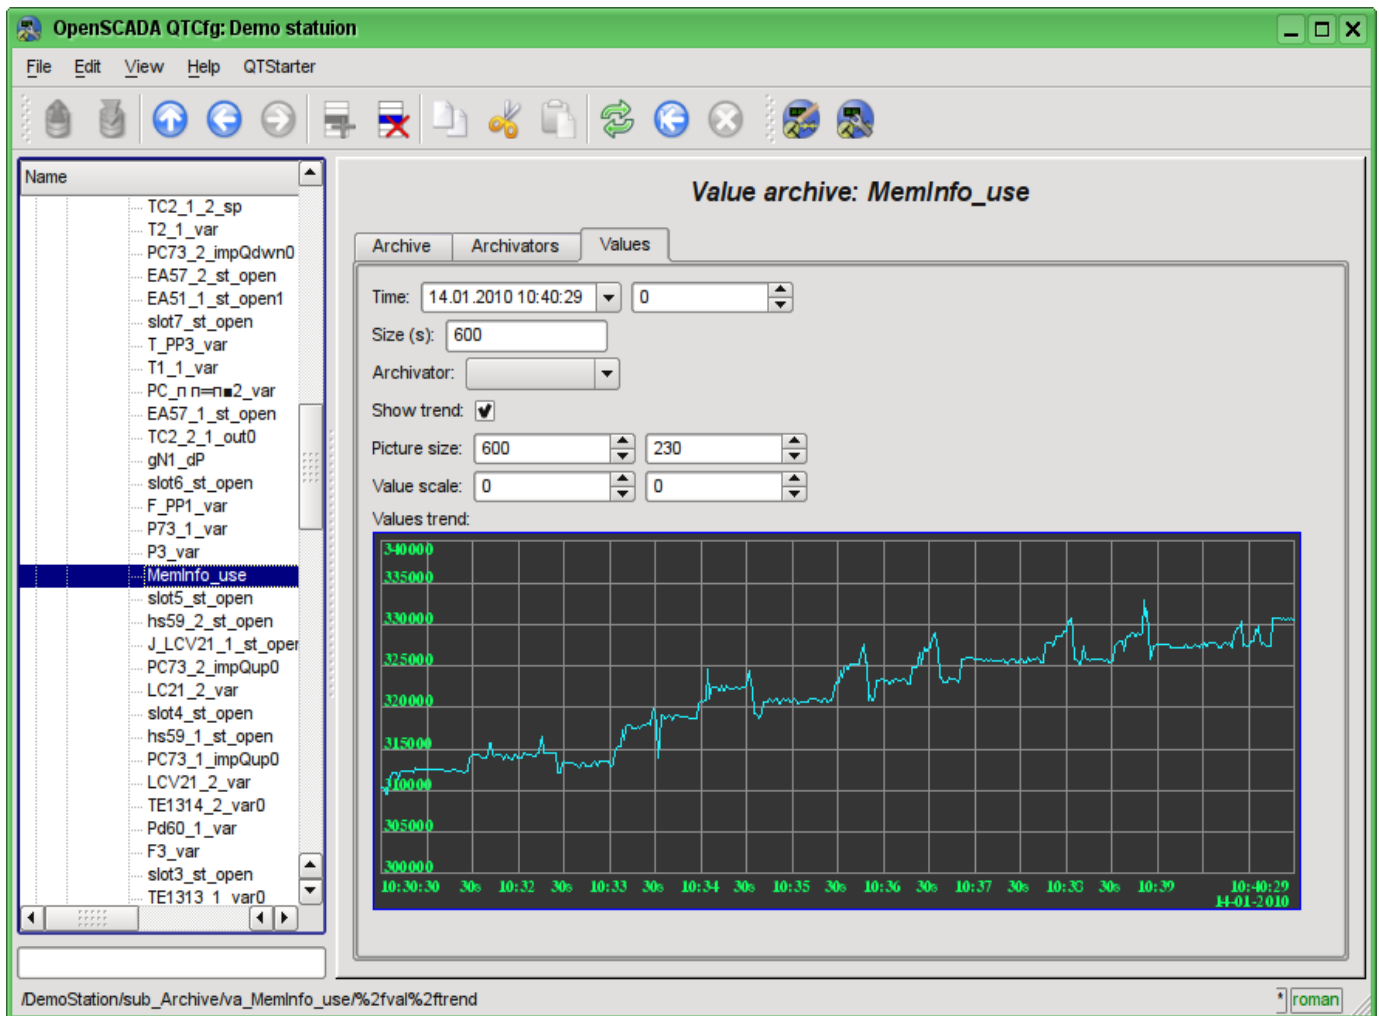 OpenSCADA QTCfg: Demo statuion
File Edit View Help QTStarter
Name
TC2_1_2_sp
T2_1_var
PC73_2_impQdwn0
EA57_2_st_open
EA51_1_st_open1
slot7_st_open
T_PP3_var
T1_1_var
PC_п п═п■2_var
EA57_1_st_open
TC2_2_1_out0
gN1_dP
slot6_st_open
F_PP1_var
P73_1_var
P3_var
MemInfo_use
slot5_st_open
hs59_2_st_open
J_LCV21_1_st_oper
PC73_2_impQup0
LC21_2_var
slot4_st_open
hs59_1_st_open
PC73_1_impQup0
LCV21_2_var
TE1314_2_var0
Pd60_1_var
F3_var
slot3_st_open
TE1313_1_var0
Value archive: MemInfo_use
Archive Archivators Values
Time: 14.01.2010 10:40:29 0
Size (s): 600
Archivator:
Show trend:
Picture size: 600 230
Value scale: 0 0
Values trend:
340000
335000
330000
325000
320000
315000
310000
305000
300000
10:30:30 30s 10:32 30s 10:33 30s 10:34 30s 10:35 30s 10:36 30s 10:37 30s 10:38 30s 10:39 10:40:29
14-01-2010
/DemoStation/sub_Archive/va_MemInfo_use/%2fval%2ftrend
* roman